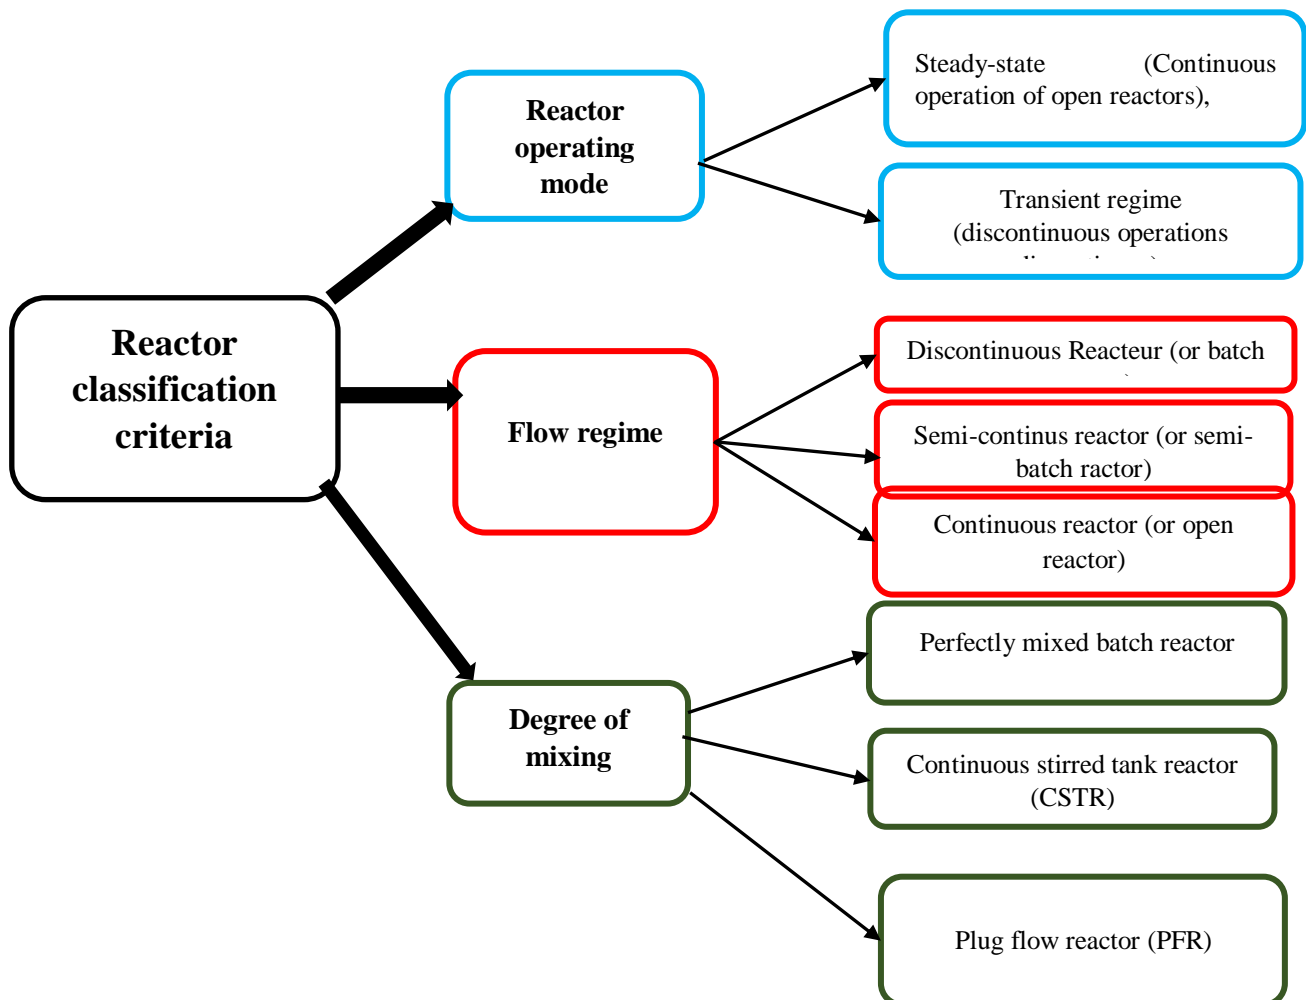 Reactor
classification
criteria
Reactor
operating
mode
Steady-state (Continuous
operation of open reactors),
Transient regime
(discontinuous operations
Flow regime
Discontinuous Reacteur (or batch
Semi-continus reactor (or semi-
batch ractor)
Continuous reactor (or open
reactor)
Degree of
mixing
Perfectly mixed batch reactor
Continuous stirred tank reactor
(CSTR)
Plug flow reactor (PFR)